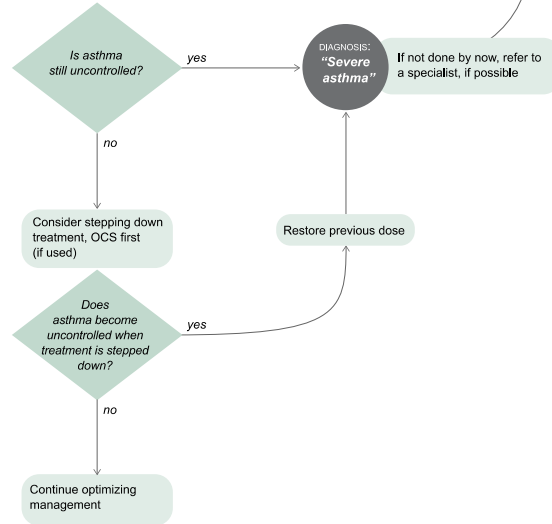 Is asthma
still uncontrolled?
yes
DIAGNOSIS:
“Severe
asthma”
If not done by now, refer to
a specialist, if possible
no
Consider stepping down
treatment, OCS first
(if used)
Restore previous dose
Does
asthma become
uncontrolled when
treatment is stepped
down?
yes
no
Continue optimizing
management